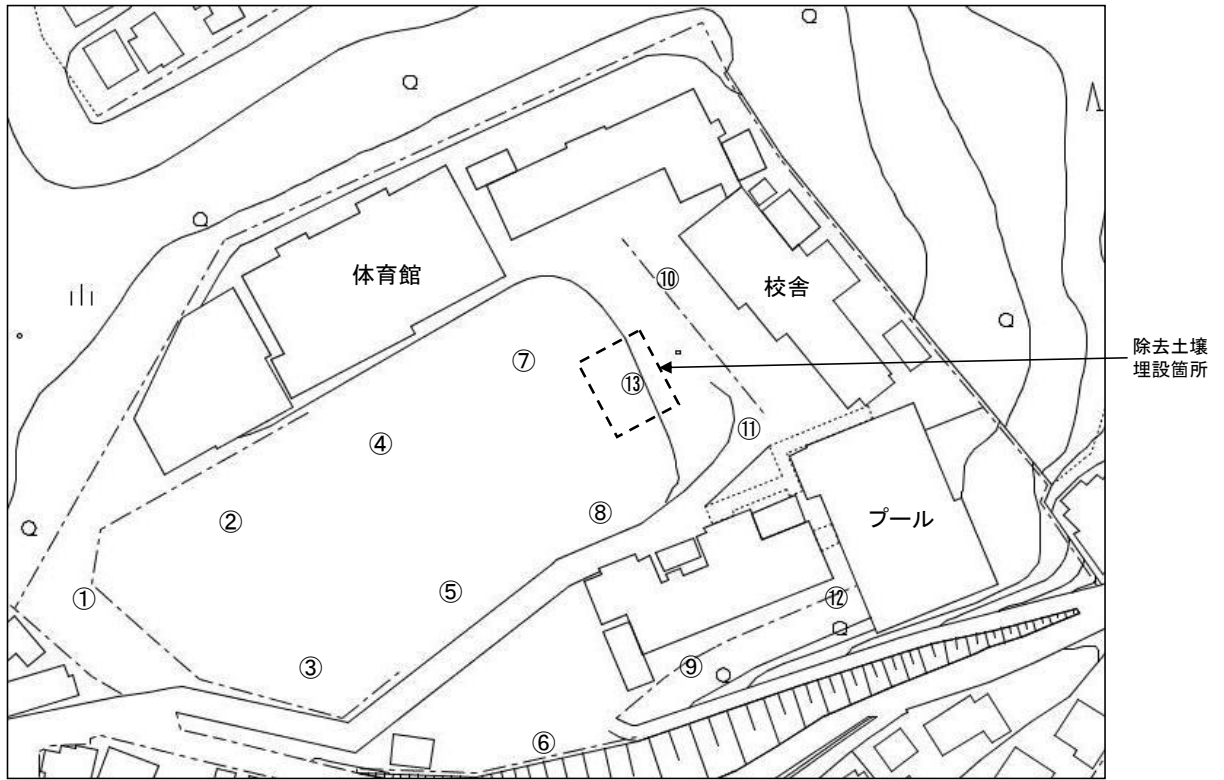 体育館
校舎
⑩
⑦
⑬
除去土壌
埋設箇所
④
⑪
②
⑧
プール
⑤
①
⑫
③
⑨
⑥